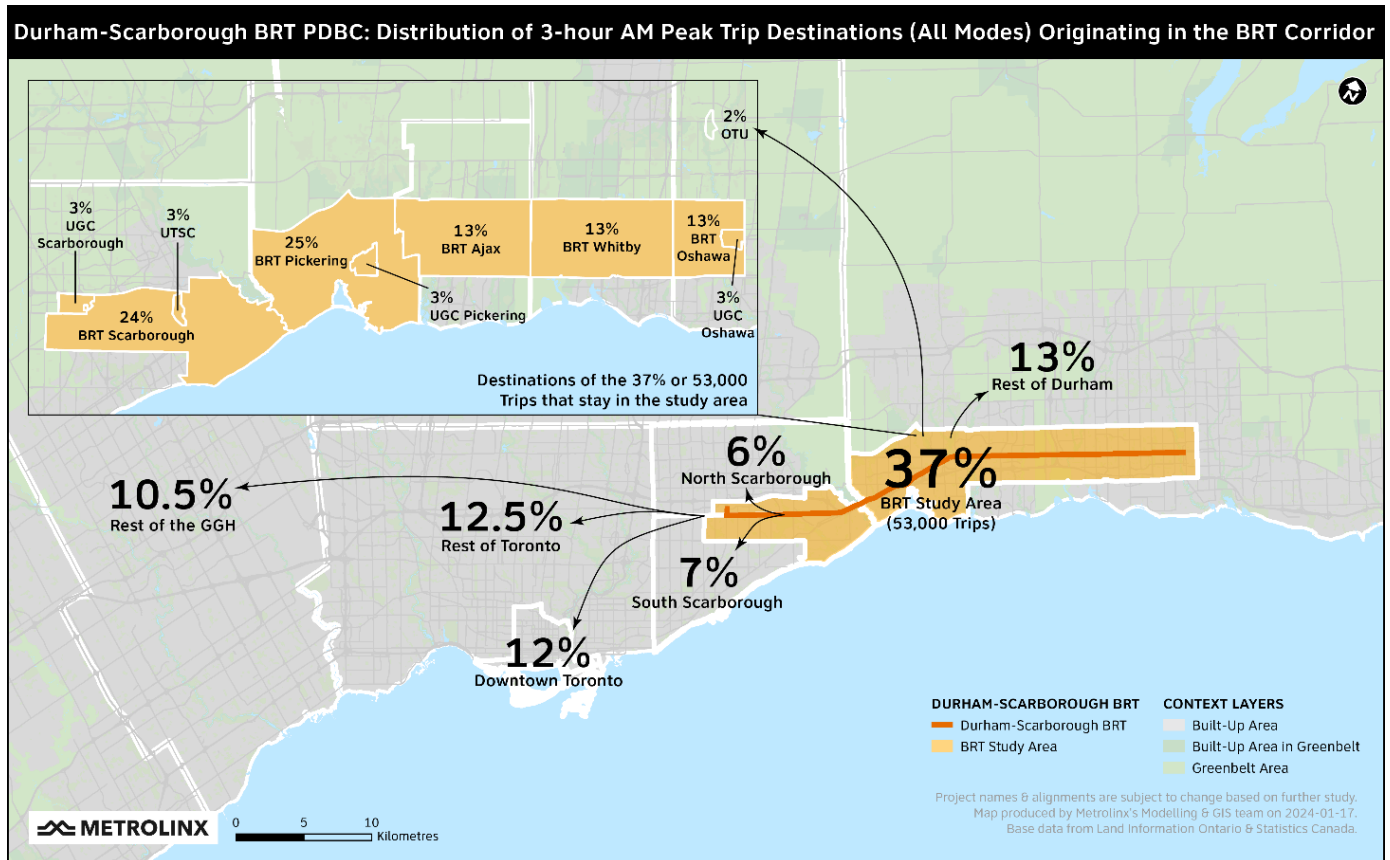 Durham-Scarborough BRT PDBC: Distribution of 3-hour AM Peak Trip Destinations (All Modes) Originating in the BRT Corridor
N
2%
OTU
3%
UGC
Scarborough
3%
UTSC
25%
BRT Pickering
13%
BRT Ajax
13%
BRT Whitby
13%
BRT
Oshawa
3%
UGC Pickering
3%
UGC
Oshawa
24%
BRT Scarborough
Destinations of the 37% or 53,000
Trips that stay in the study area
13%
Rest of Durham
37%
BRT Study Area
(53,000 Trips)
6%
North Scarborough
10.5%
Rest of the GGH
12.5%
Rest of Toronto
7%
South Scarborough
12%
Downtown Toronto
DURHAM-SCARBOROUGH BRT
Durham-Scarborough BRT
BRT Study Area
CONTEXT LAYERS
Built-Up Area
Built-Up Area in Greenbelt
Greenbelt Area
Project names & alignments are subject to change based on further study.
Map produced by Metrolinx's Modelling & GIS team on 2024-01-17.
Base data from Land Information Ontario & Statistics Canada.
METROLINX
0 5 10
Kilometres